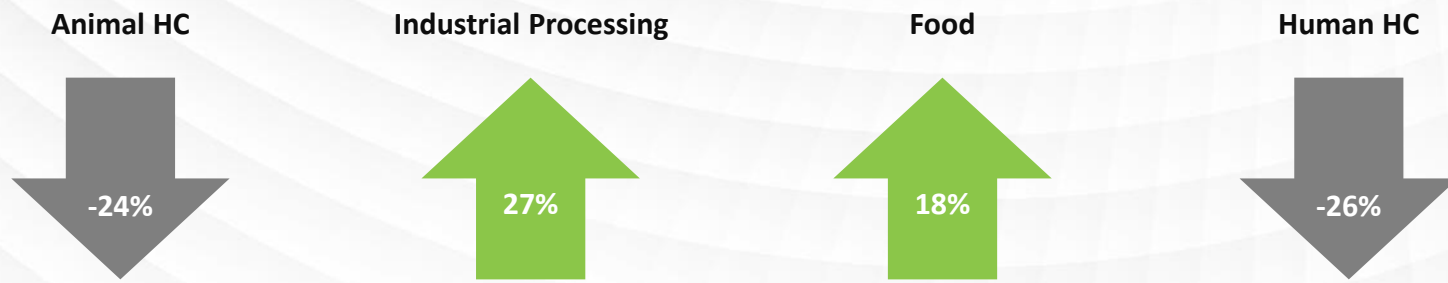 Animal HC
Industrial Processing
Food
Human HC
-24%
27%
18%
-26%